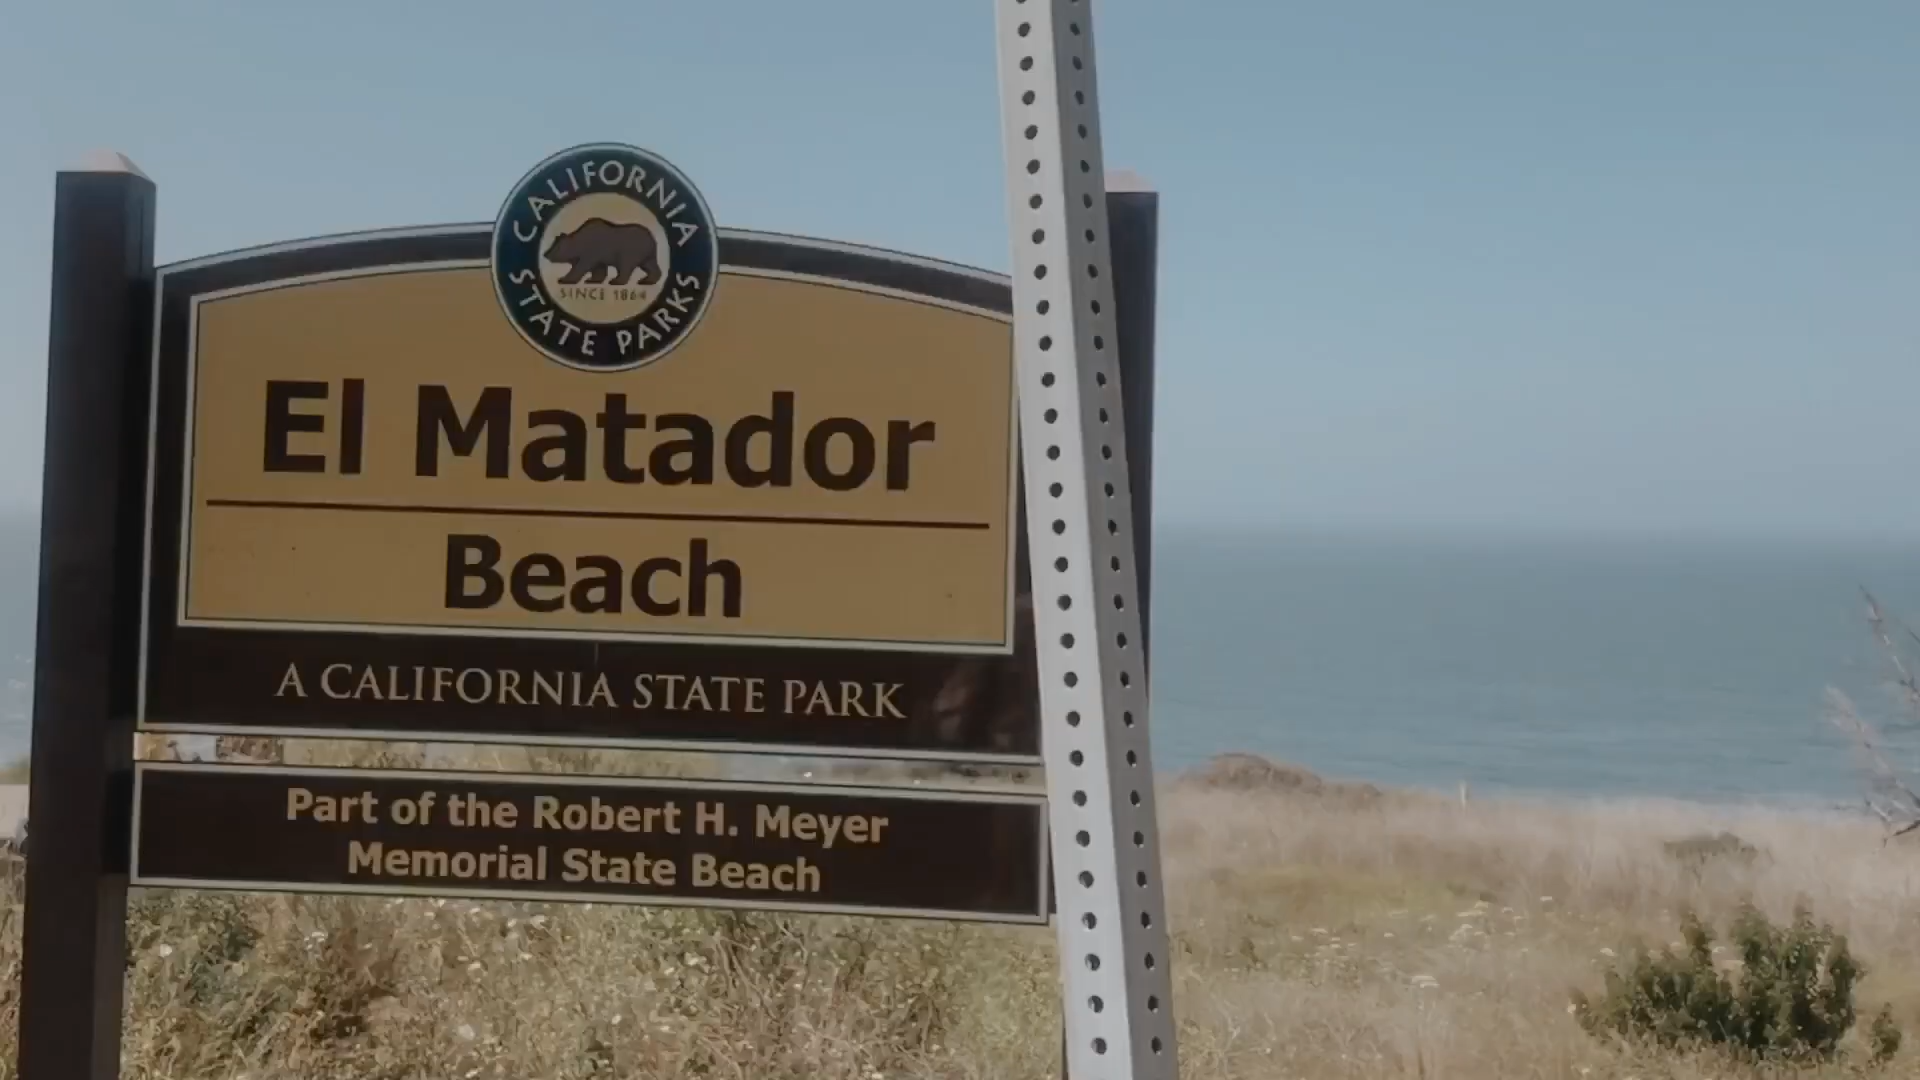 CALIFORNIA
SINCE 1864
STATE PARKS
El Matador
Beach
A CALIFORNIA STATE PARK
Part of the Robert H. Meyer
Memorial State Beach